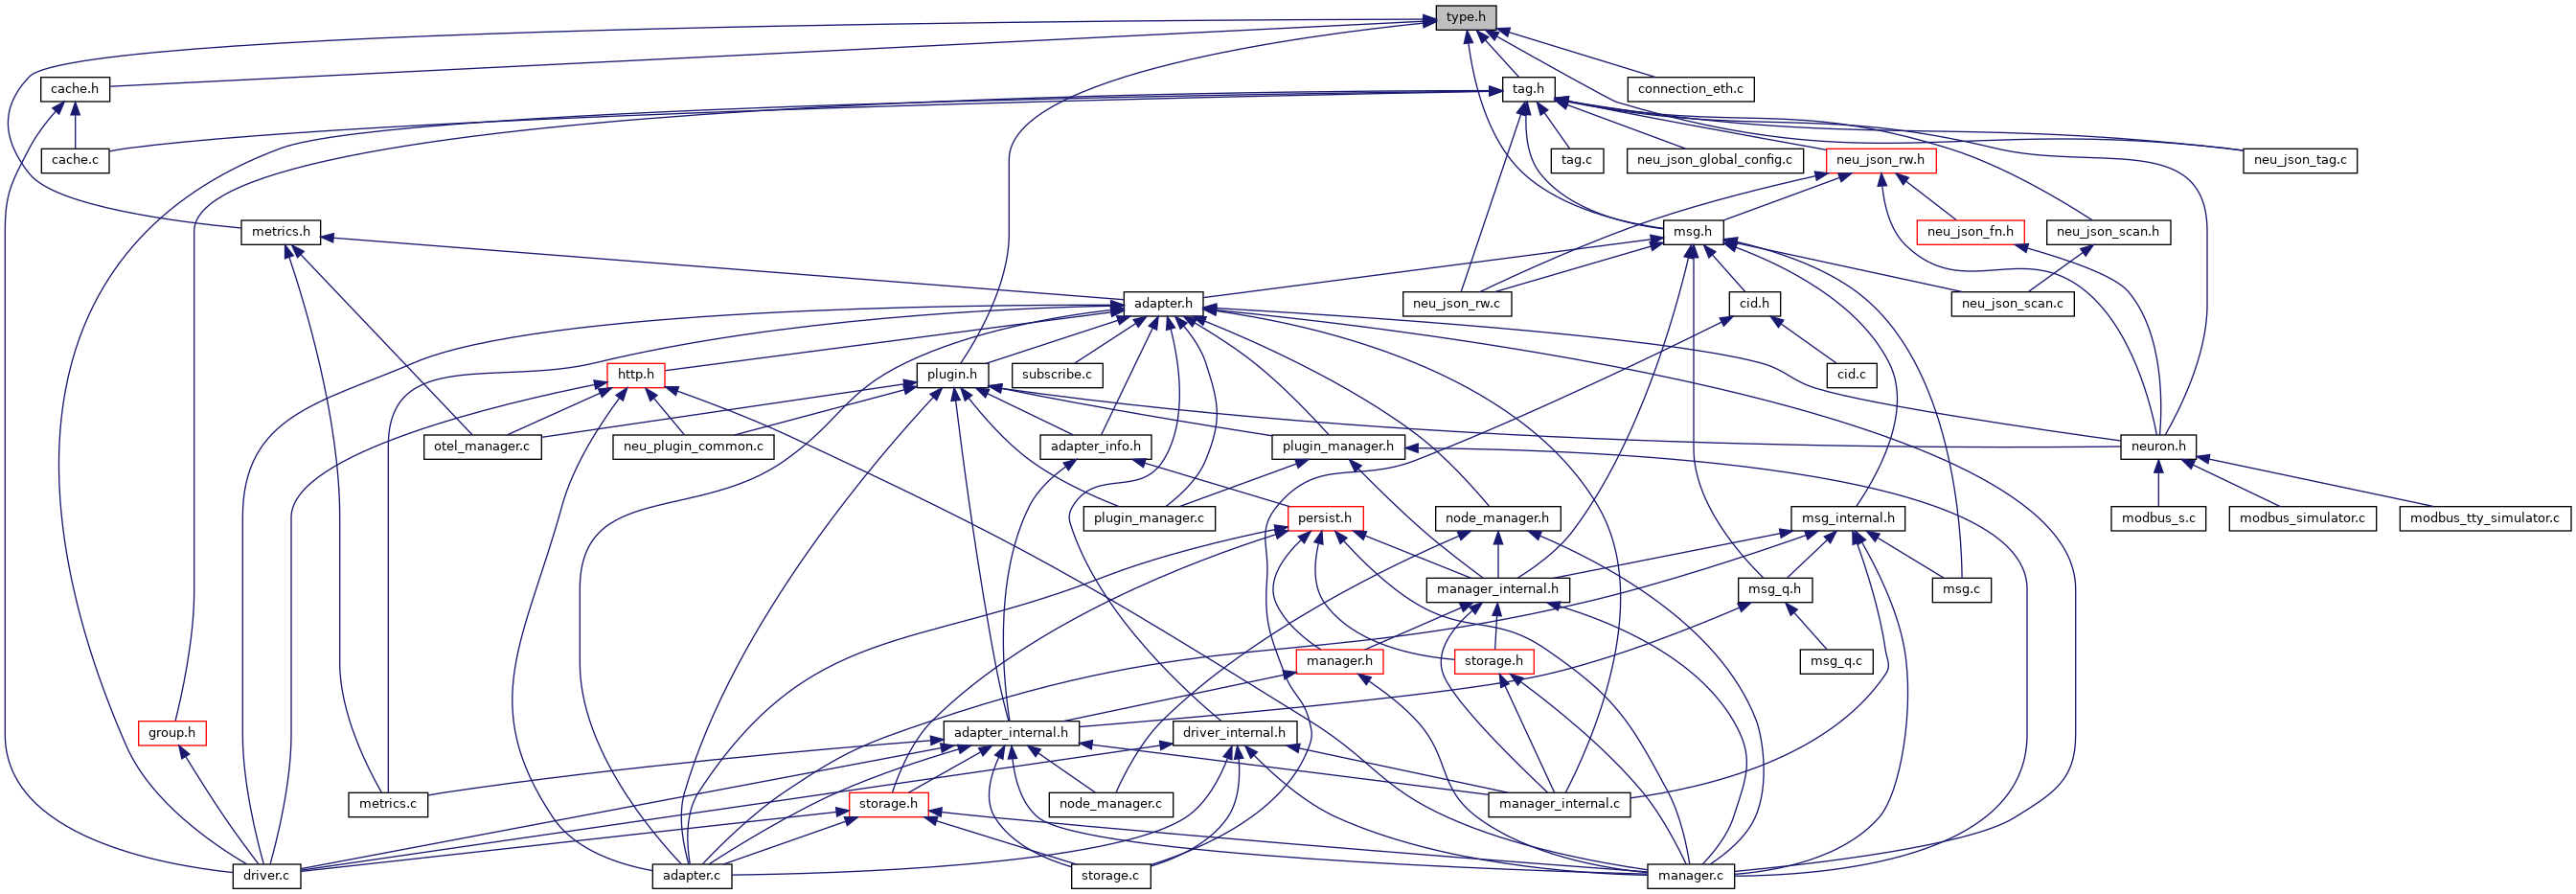 type.h
cache.h
tag.h
connection_eth.c
cache.c
tag.c
neu_json_global_config.c
neu_json_rw.h
neu_json_tag.c
metrics.h
msg.h
neu_json_fn.h
neu_json_scan.h
adapter.h
neu_json_rw.c
cid.h
neu_json_scan.c
http.h
plugin.h
subscribe.c
cid.c
otel_manager.c
neu_plugin_common.c
adapter_info.h
plugin_manager.h
neuron.h
plugin_manager.c
persist.h
node_manager.h
msg_internal.h
modbus_s.c
modbus_simulator.c
modbus_tty_simulator.c
manager_internal.h
msg_q.h
msg.c
manager.h
storage.h
msg_q.c
group.h
adapter_internal.h
driver_internal.h
metrics.c
storage.h
node_manager.c
manager_internal.c
driver.c
adapter.c
storage.c
manager.c